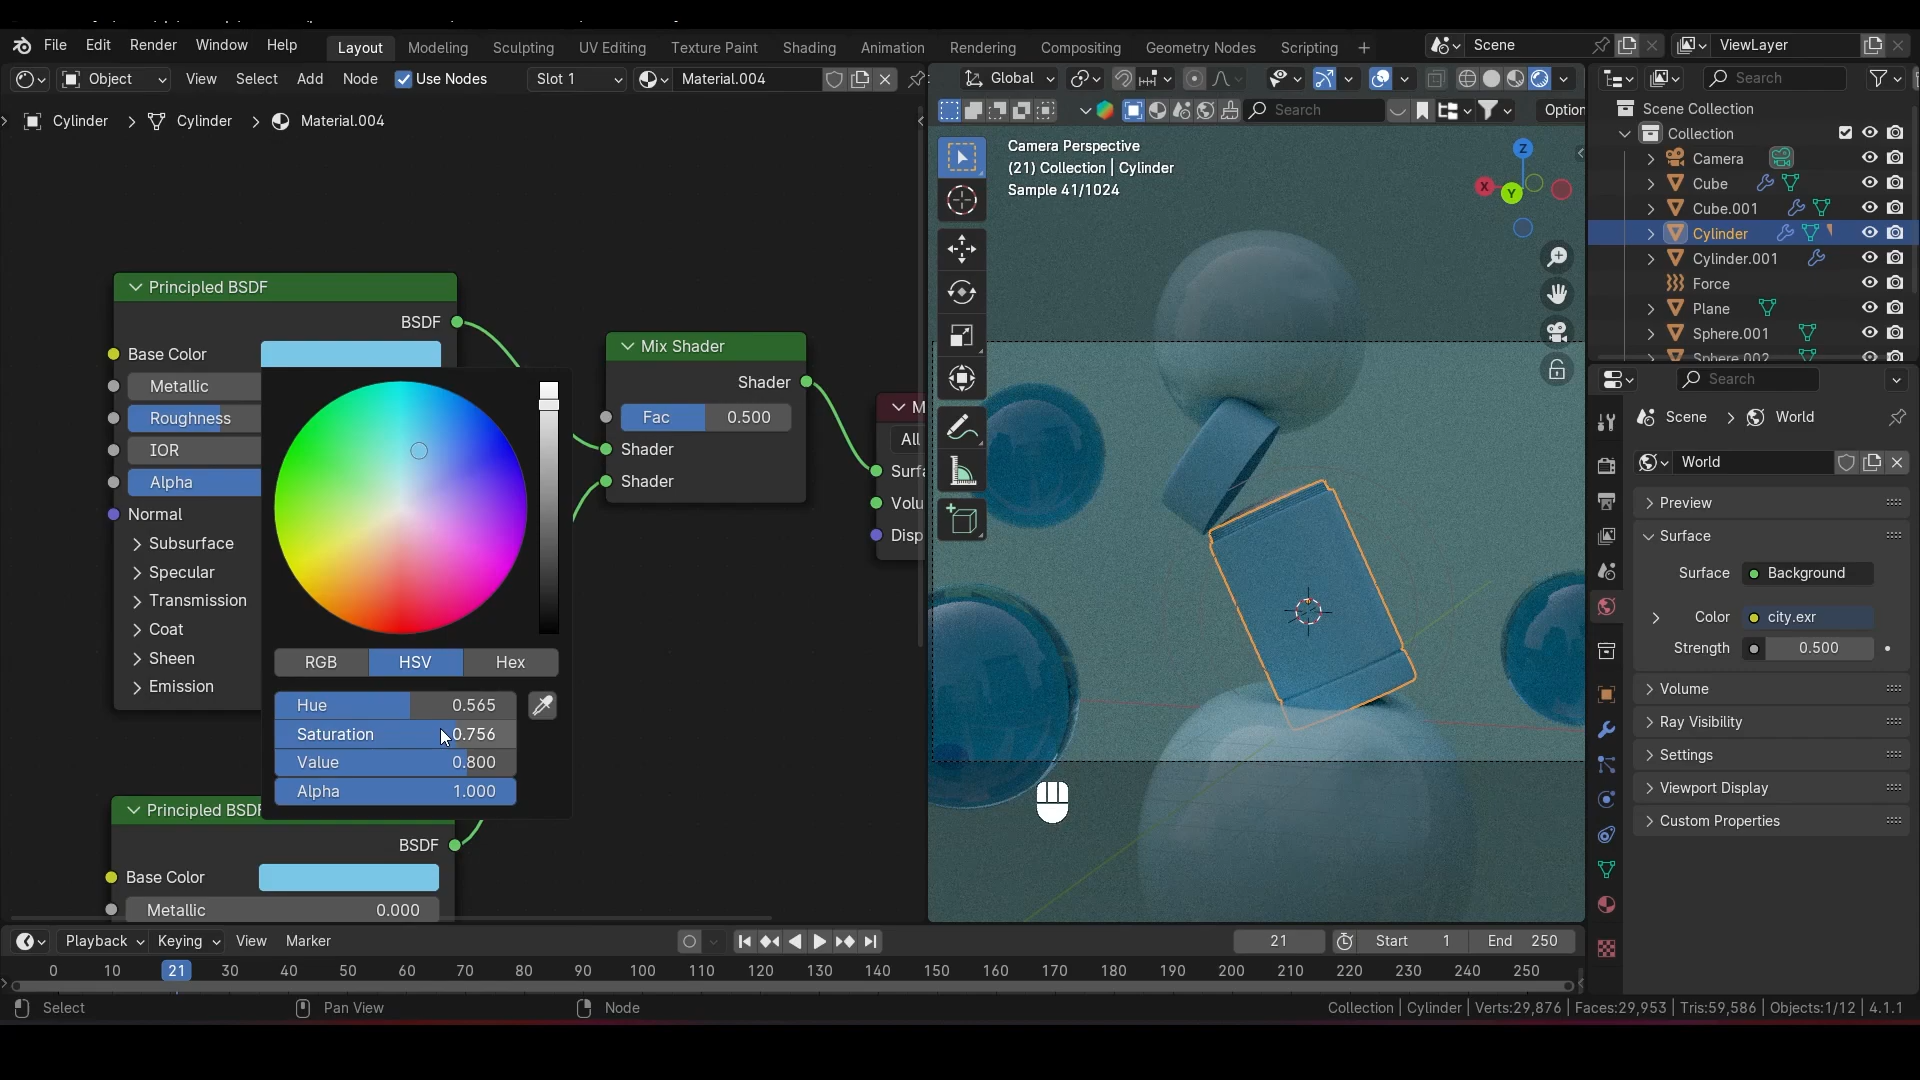 File Edit Render Window Help Layout Modeling Sculpting UV Editing Texture Paint Shading Animation Rendering Compositing Geometry Nodes Scripting + Scene ViewLayer
Object View Select Add Node Use Nodes Slot 1 Material.004
Global Search
Search Option
Cylinder > Cylinder > Material.004
Camera Perspective
(21) Collection | Cylinder
Sample 41/1024
Z
X
Y
Scene Collection
Collection
Camera
Cube
Cube.001
Cylinder
Cylinder.001
Force
Plane
Sphere.001
Sphere.002
Principled BSDF
BSDF
Base Color
Metallic
Roughness
IOR
Alpha
Normal
Subsurface
Specular
Transmission
Coat
Sheen
Emission
RGB HSV Hex
Hue 0.565
Saturation 0.756
Value 0.800
Alpha 1.000
Mix Shader
Shader
Fac 0.500
Shader
Shader
M
All
Surfa
Volu
Disp
Principled BSDF
BSDF
Base Color
Metallic 0.000
Search
Scene > World
World
Preview
Surface
Surface Background
Color city.exr
Strength 0.500
Volume
Ray Visibility
Settings
Viewport Display
Custom Properties
Playback Keying View Marker 21 Start 1 End 250
0 10 21 30 40 50 60 70 80 90 100 110 120 130 140 150 160 170 180 190 200 210 220 230 240 250
Select Pan View Node Collection | Cylinder | Verts:29,876 | Faces:29,953 | Tris:59,586 | Objects:1/12 | 4.1.1